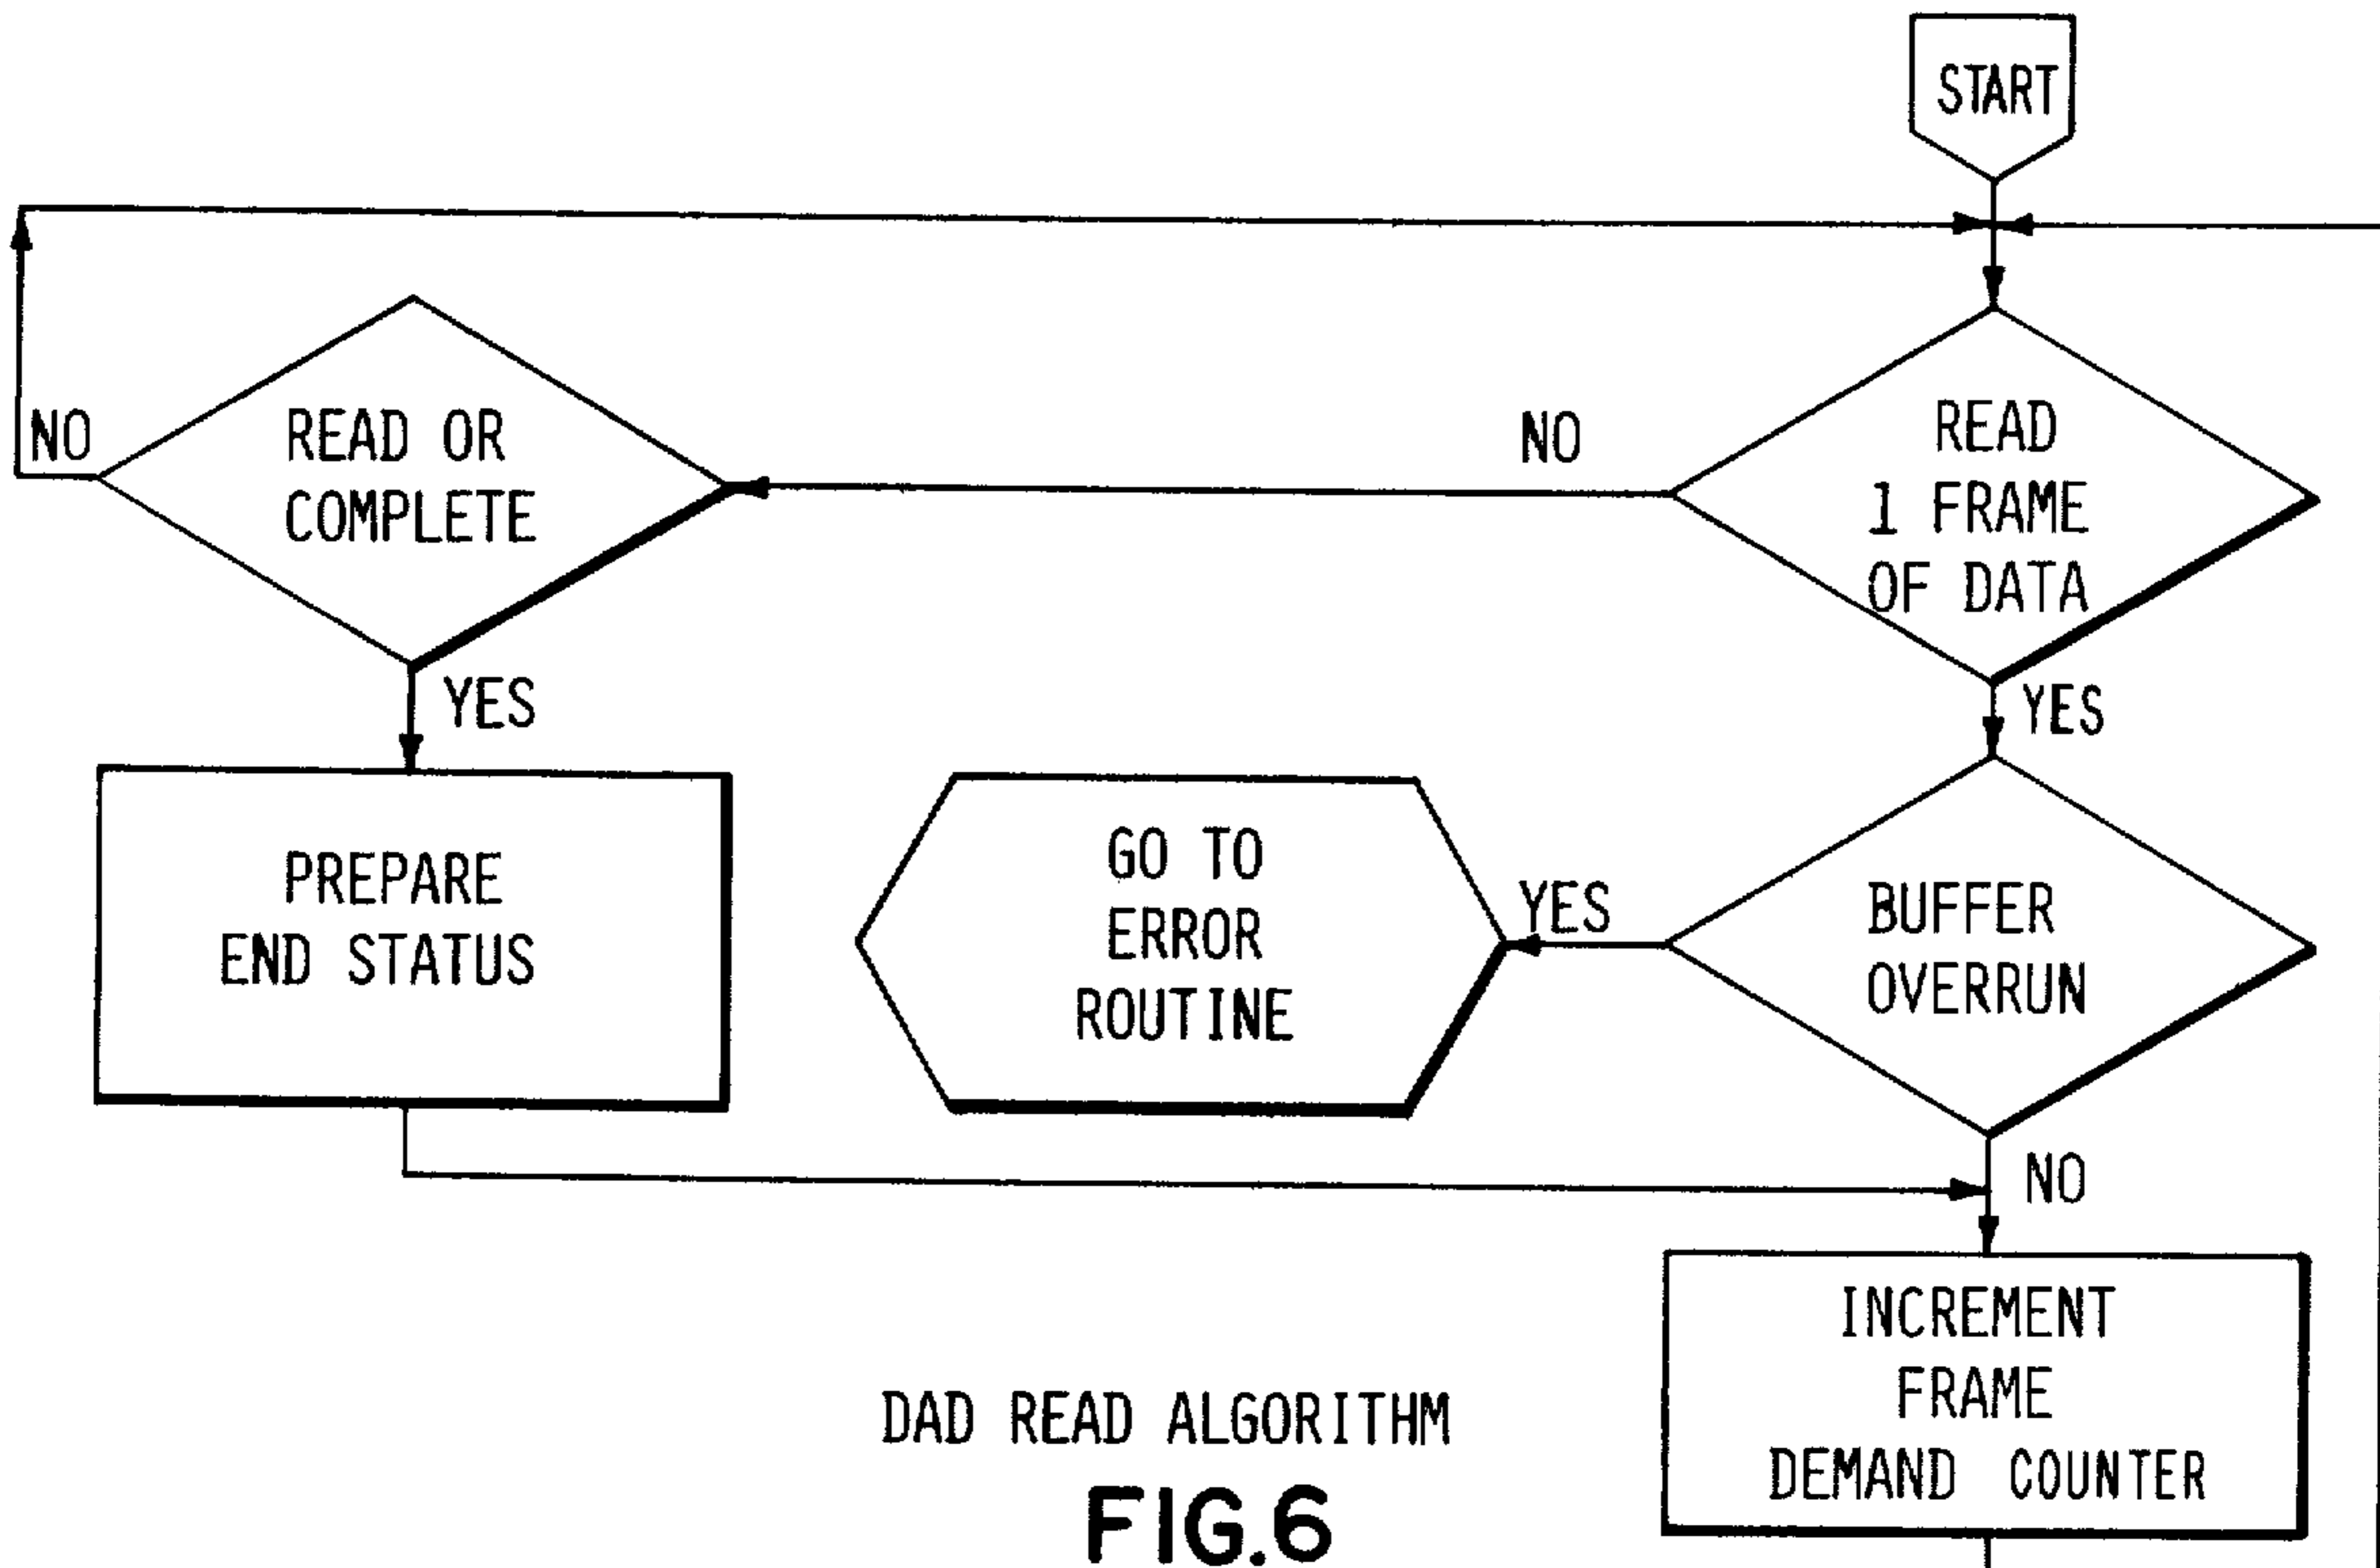 START
NO
READ OR
COMPLETE
NO
READ
1 FRAME
OF DATA
YES
YES
PREPARE
END STATUS
GO TO
ERROR
ROUTINE
YES
BUFFER
OVERRUN
NO
INCREMENT
FRAME
DEMAND COUNTER
DAD READ ALGORITHM
FIG.6